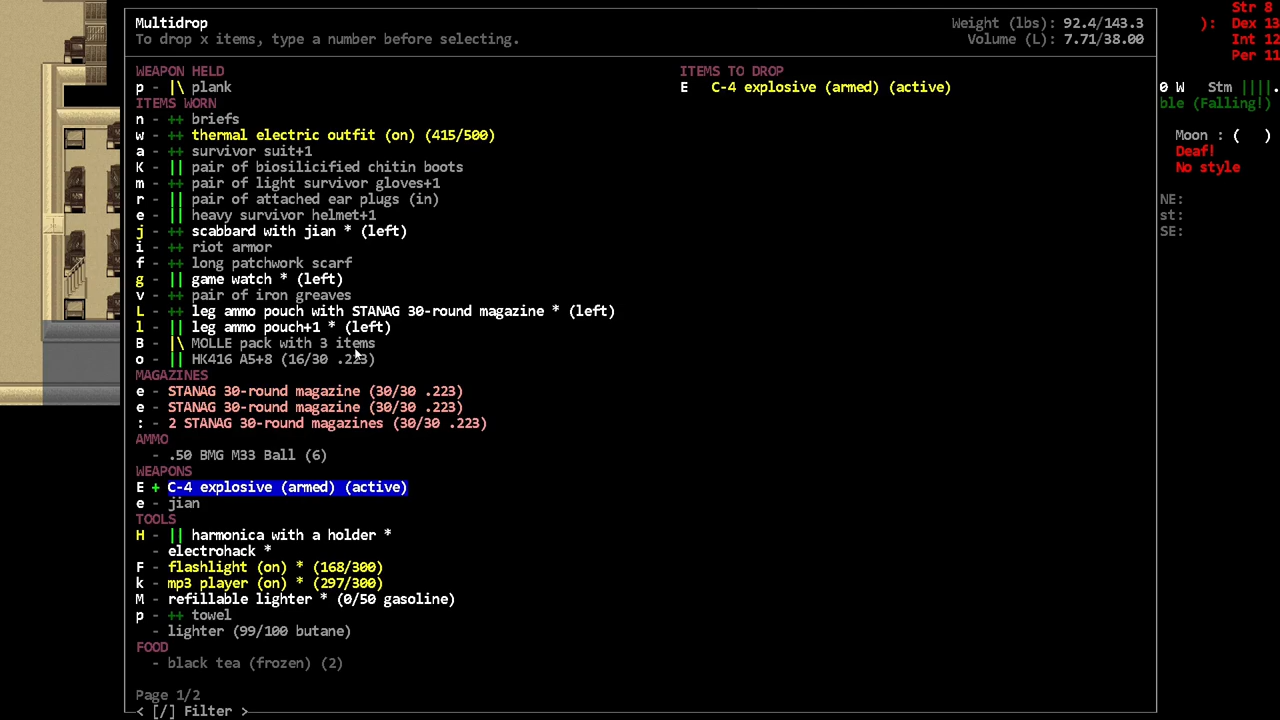 Multidrop
Weight (lbs): 92.4/143.3
To drop x items, type a number before selecting.
Volume (L): 7.71/38.00
WEAPON HELD
p - |\ plank
ITEMS WORN
n - ++ briefs
w - ++ thermal electric outfit (on) (415/500)
a - ++ survivor suit+1
K - || pair of biosilicified chitin boots
m - ++ pair of light survivor gloves+1
r - || pair of attached ear plugs (in)
e - || heavy survivor helmet+1
j - ++ scabbard with jian * (left)
i - ++ riot armor
f - ++ long patchwork scarf
g - || game watch * (left)
v - ++ pair of iron greaves
L - ++ leg ammo pouch with STANAG 30-round magazine * (left)
l - || leg ammo pouch+1 * (left)
B - |\ MOLLE pack with 3 items
o - || HK416 A5+8 (16/30 .223)
MAGAZINES
e - STANAG 30-round magazine (30/30 .223)
e - STANAG 30-round magazine (30/30 .223)
: - 2 STANAG 30-round magazines (30/30 .223)
AMMO
- .50 BMG M33 Ball (6)
WEAPONS
E + C-4 explosive (armed) (active)
e - jian
TOOLS
H - || harmonica with a holder *
- electrohack *
F - flashlight (on) * (168/300)
k - mp3 player (on) * (297/300)
M - refillable lighter * (0/50 gasoline)
p - ++ towel
- lighter (99/100 butane)
FOOD
- black tea (frozen) (2)
Page 1/2
< [/] Filter >
ITEMS TO DROP
E C-4 explosive (armed) (active)
Str 8
): Dex 13
Int 12
Per 11
0 W Stm ||||.
ble (Falling!)
Moon : ( )
Deaf!
No style
NE:
st:
SE: